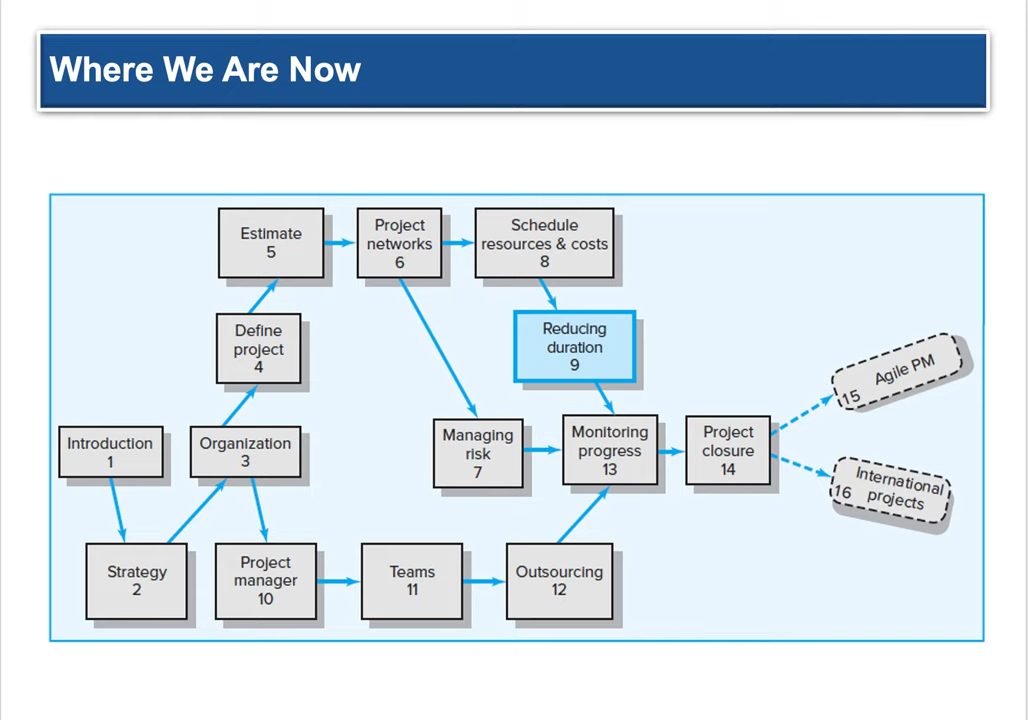 Where We Are Now
Estimate
5
Project
networks
6
Schedule
resources & costs
8
Define
project
4
Reducing
duration
9
Agile PM
15
Introduction
1
Organization
3
Managing
risk
7
Monitoring
progress
13
Project
closure
14
International
16 projects
Strategy
2
Project
manager
10
Teams
11
Outsourcing
12